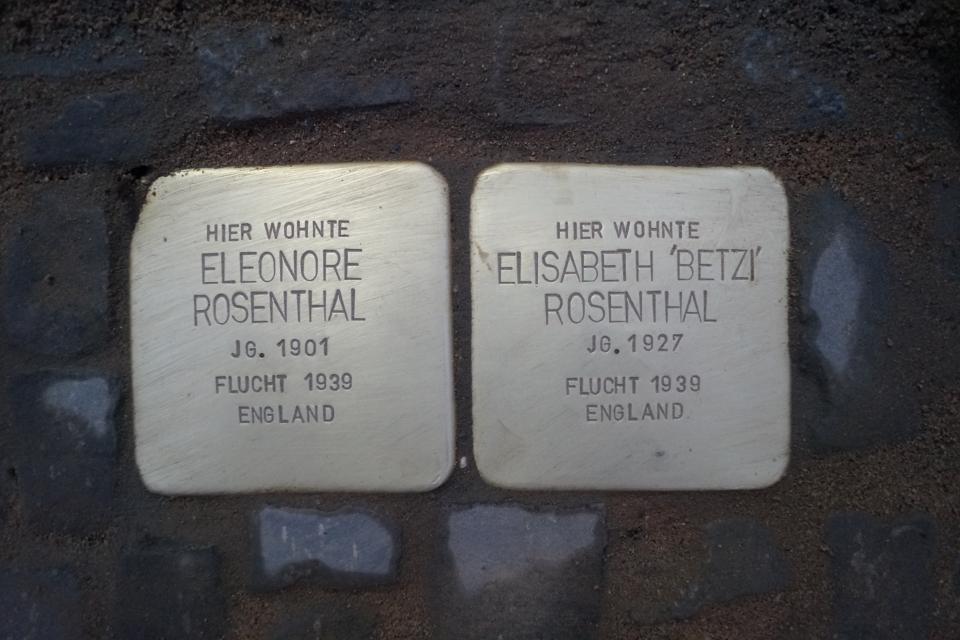 HIER WOHNTE
ELEONORE
ROSENTHAL
JG. 1901
FLUCHT 1939
ENGLAND
HIER WOHNTE
ELISABETH 'BETZI'
ROSENTHAL
JG. 1927
FLUCHT 1939
ENGLAND